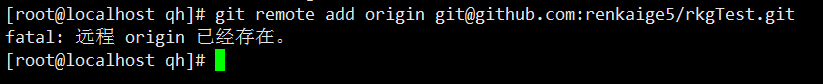 [root@localhost qh]# git remote add origin git@github.com:renkaige5/rkgTest.git
fatal: 远程 origin 已经存在。
[root@localhost qh]#